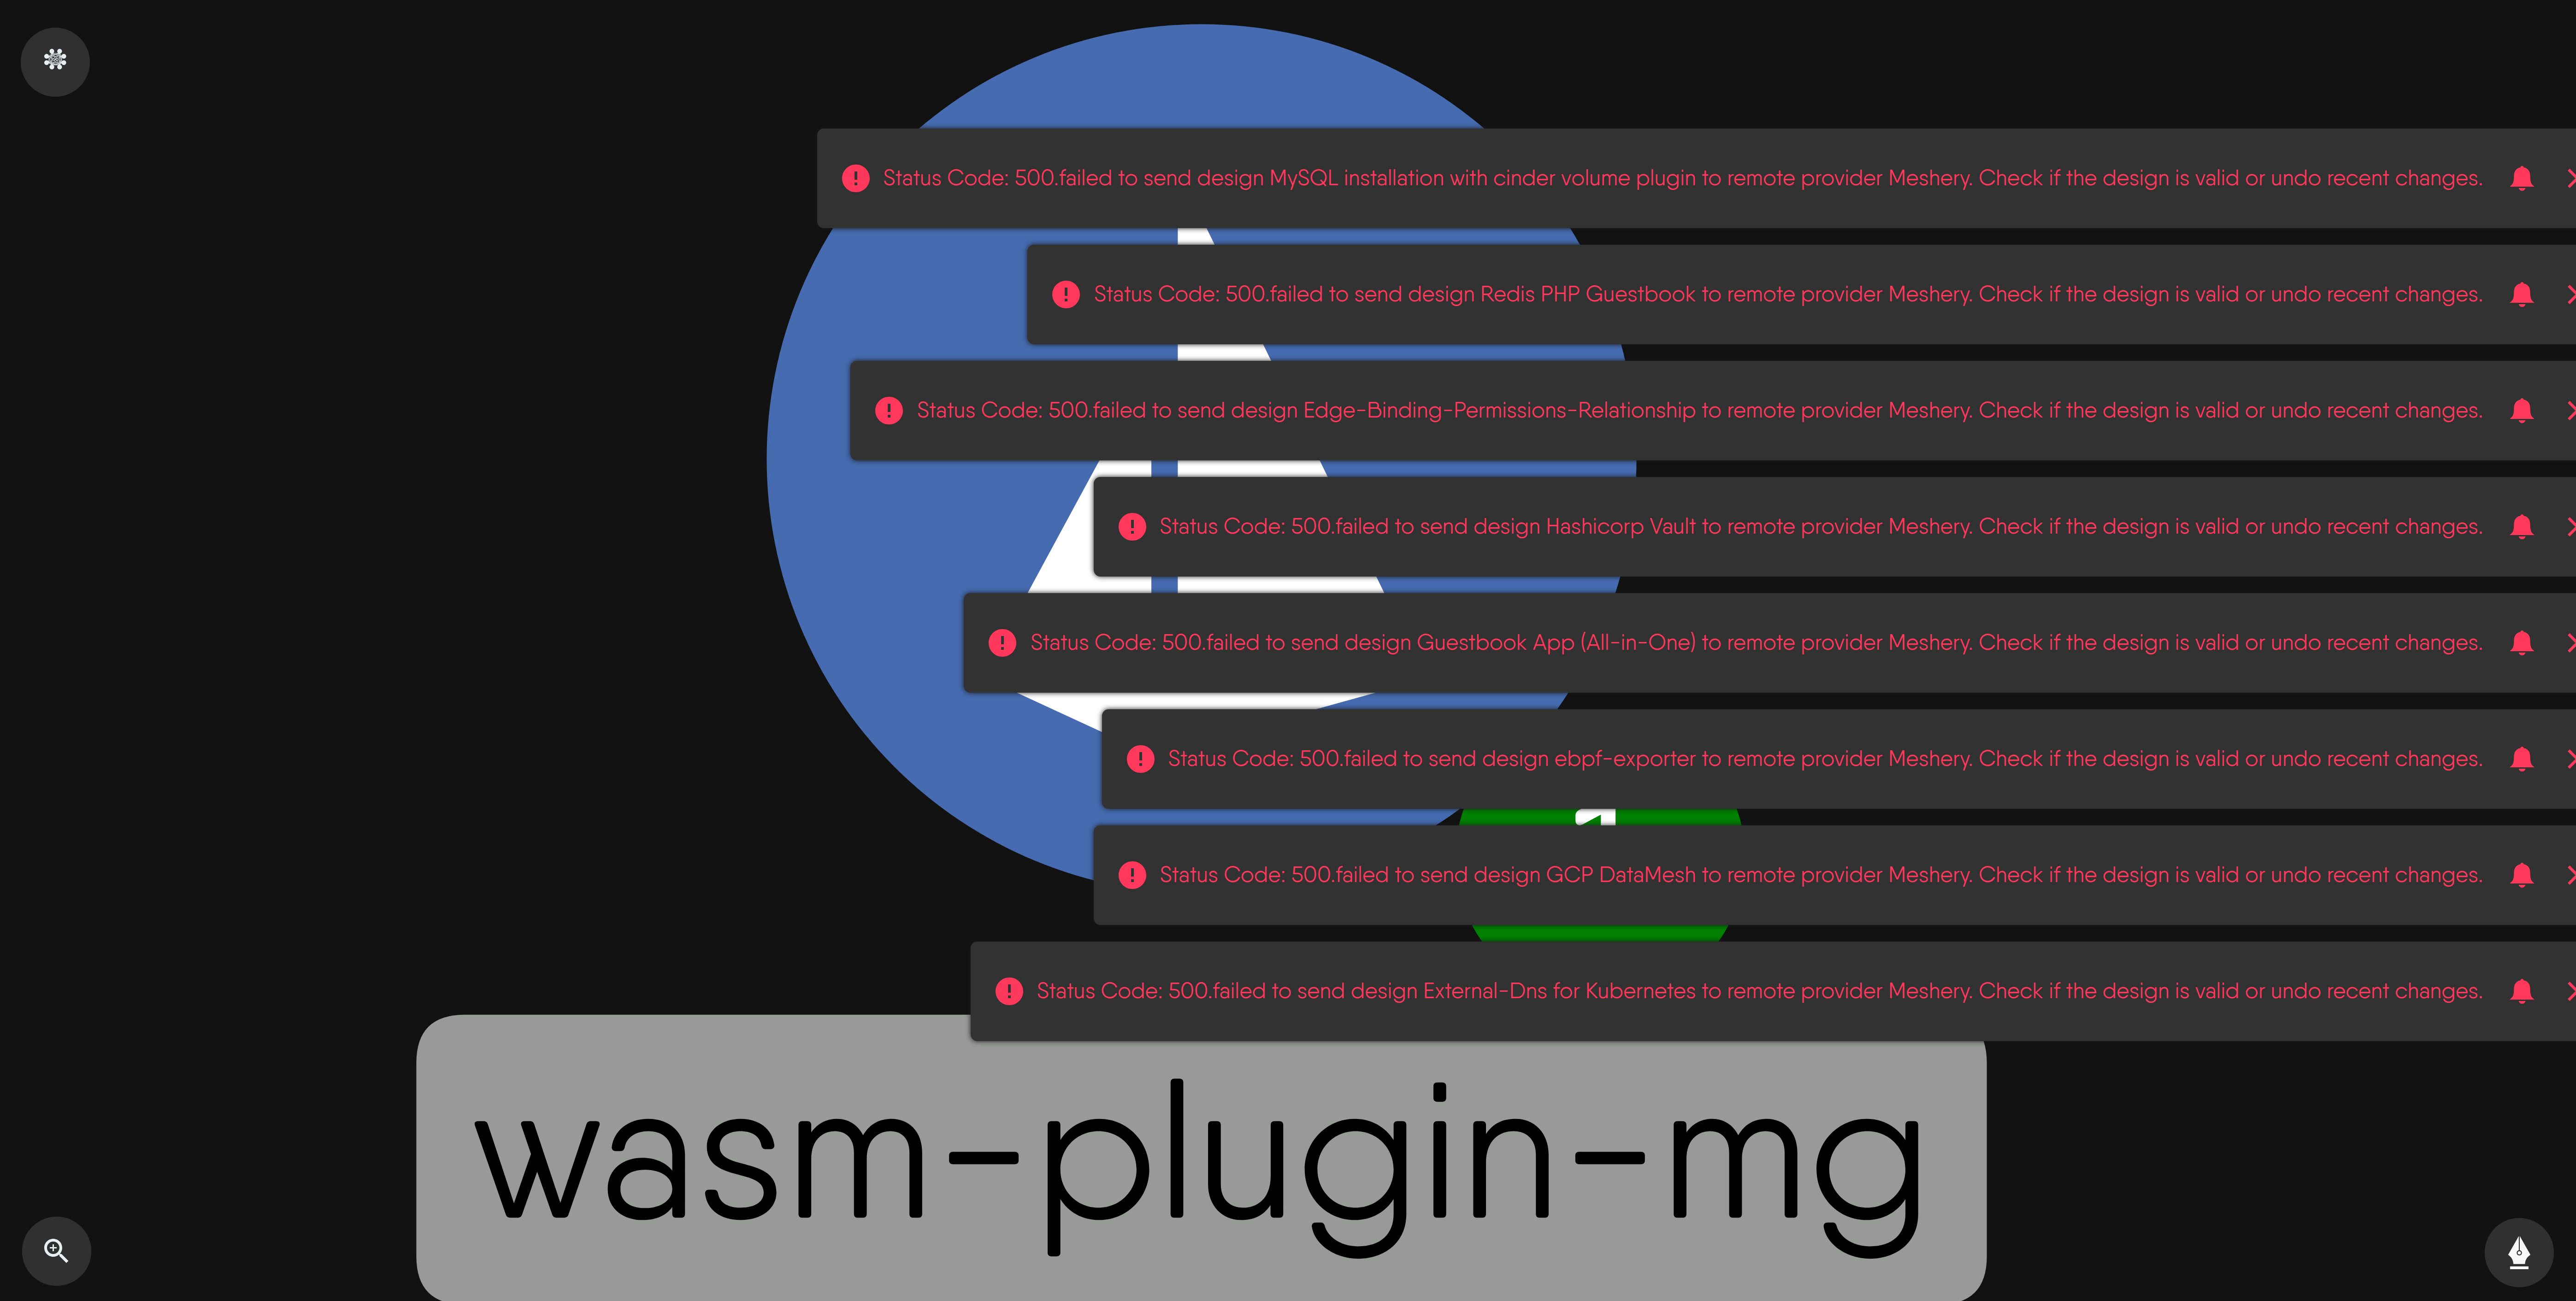 Status Code: 500.failed to send design MySQL installation with cinder volume plugin to remote provider Meshery. Check if the design is valid or undo recent changes.
Status Code: 500.failed to send design Redis PHP Guestbook to remote provider Meshery. Check if the design is valid or undo recent changes.
Status Code: 500.failed to send design Edge-Binding-Permissions-Relationship to remote provider Meshery. Check if the design is valid or undo recent changes.
Status Code: 500.failed to send design Hashicorp Vault to remote provider Meshery. Check if the design is valid or undo recent changes.
Status Code: 500.failed to send design Guestbook App (All-in-One) to remote provider Meshery. Check if the design is valid or undo recent changes.
Status Code: 500.failed to send design ebpf-exporter to remote provider Meshery. Check if the design is valid or undo recent changes.
Status Code: 500.failed to send design GCP DataMesh to remote provider Meshery. Check if the design is valid or undo recent changes.
Status Code: 500.failed to send design External-Dns for Kubernetes to remote provider Meshery. Check if the design is valid or undo recent changes.
wasm-plugin-mg